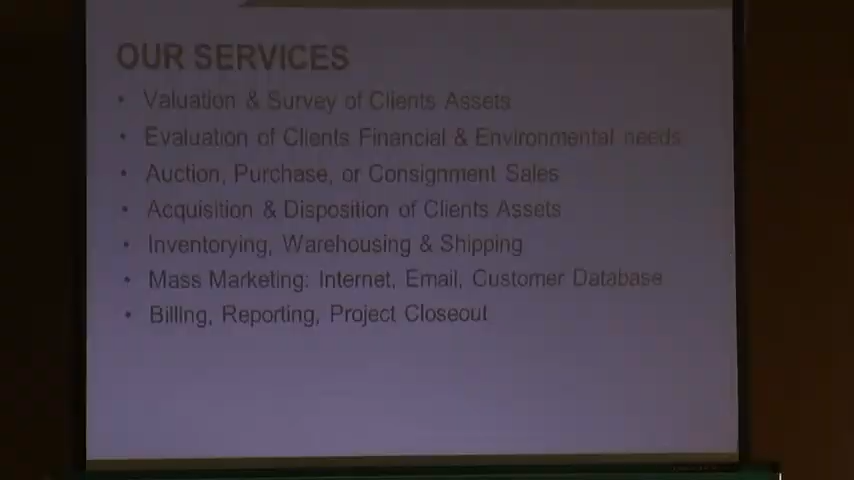 OUR SERVICES
• Valuation & Survey of Clients Assets
• Evaluation of Clients Financial & Environmental needs
• Auction, Purchase, or Consignment Sales
• Acquisition & Disposition of Clients Assets
• Inventorying, Warehousing & Shipping
• Mass Marketing: Internet, Email, Customer Database
• Billing, Reporting, Project Closeout